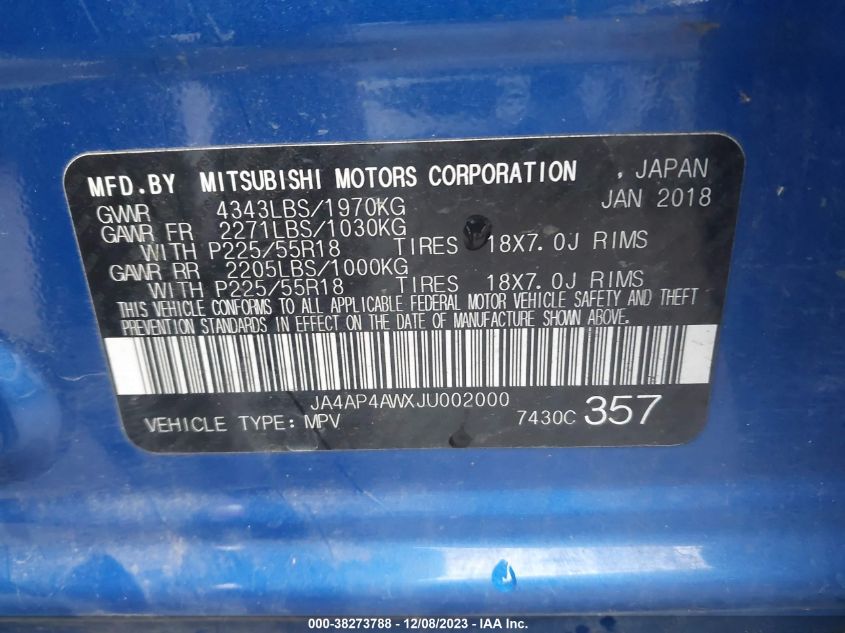 MFD.BY MITSUBISHI MOTORS CORPORATION , JAPAN
GVWR 4343LBS/1970KG JAN 2018
GAWR FR 2271LBS/1030KG
WITH P225/55R18 TIRES 18X7.0J RIMS
GAWR RR 2205LBS/1000KG
WITH P225/55R18 TIRES 18X7.0J RIMS
THIS VEHICLE CONFORMS TO ALL APPLICABLE FEDERAL MOTOR VEHICLE SAFETY AND THEFT
PREVENTION STANDARDS IN EFFECT ON THE DATE OF MANUFACTURE SHOWN ABOVE.
JA4AP4AWXJU002000
VEHICLE TYPE: MPV 7430C 357
000-38273788 - 12/08/2023 - IAA Inc.